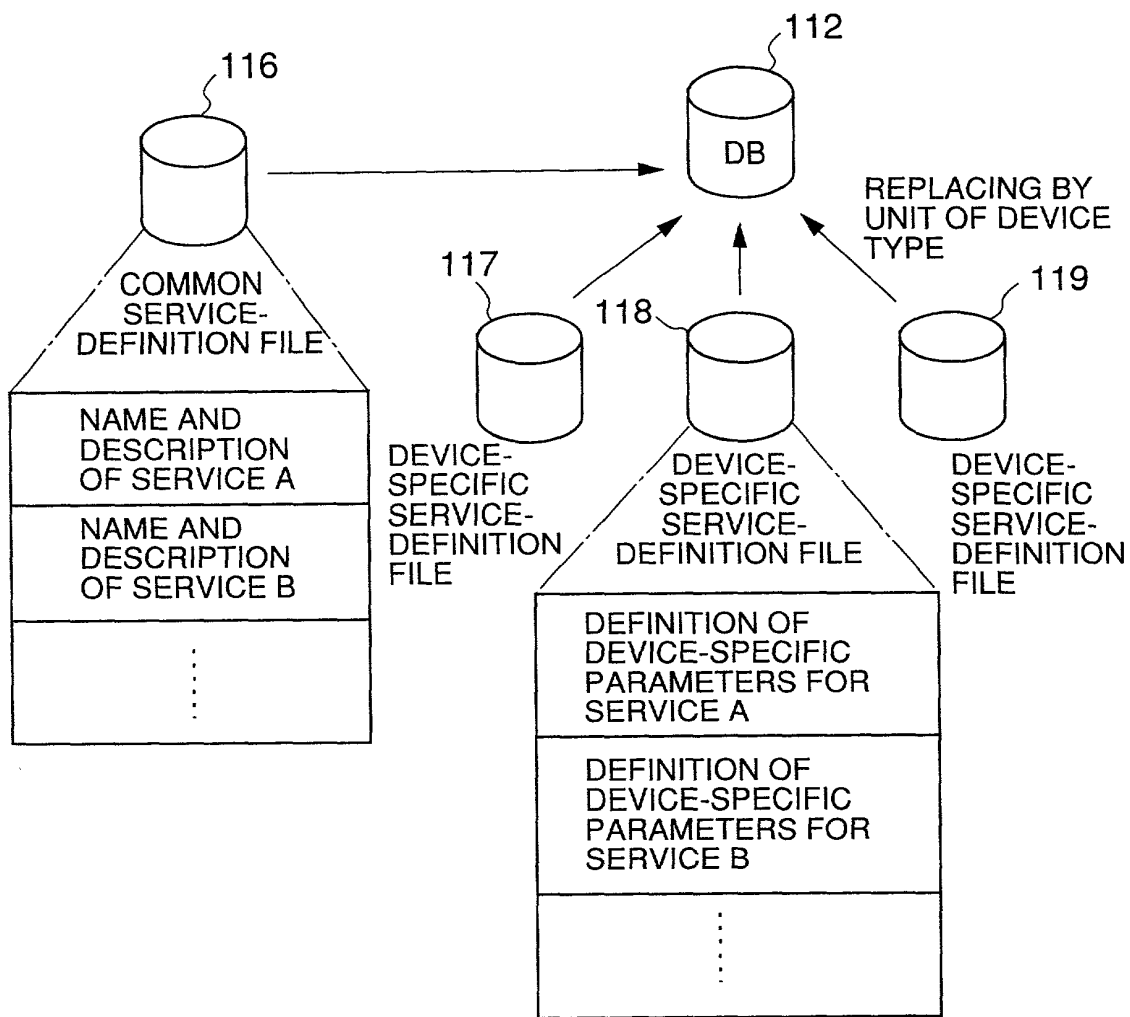 116
112
DB
REPLACING BY
UNIT OF DEVICE
TYPE
COMMON
SERVICE-
DEFINITION FILE
117
118
119
NAME AND
DESCRIPTION
OF SERVICE A
NAME AND
DESCRIPTION
OF SERVICE B
DEVICE-
SPECIFIC
SERVICE-
DEFINITION
FILE
DEVICE-
SPECIFIC
SERVICE-
DEFINITION FILE
DEVICE-
SPECIFIC
SERVICE-
DEFINITION
FILE
DEFINITION OF
DEVICE-SPECIFIC
PARAMETERS FOR
SERVICE A
DEFINITION OF
DEVICE-SPECIFIC
PARAMETERS FOR
SERVICE B